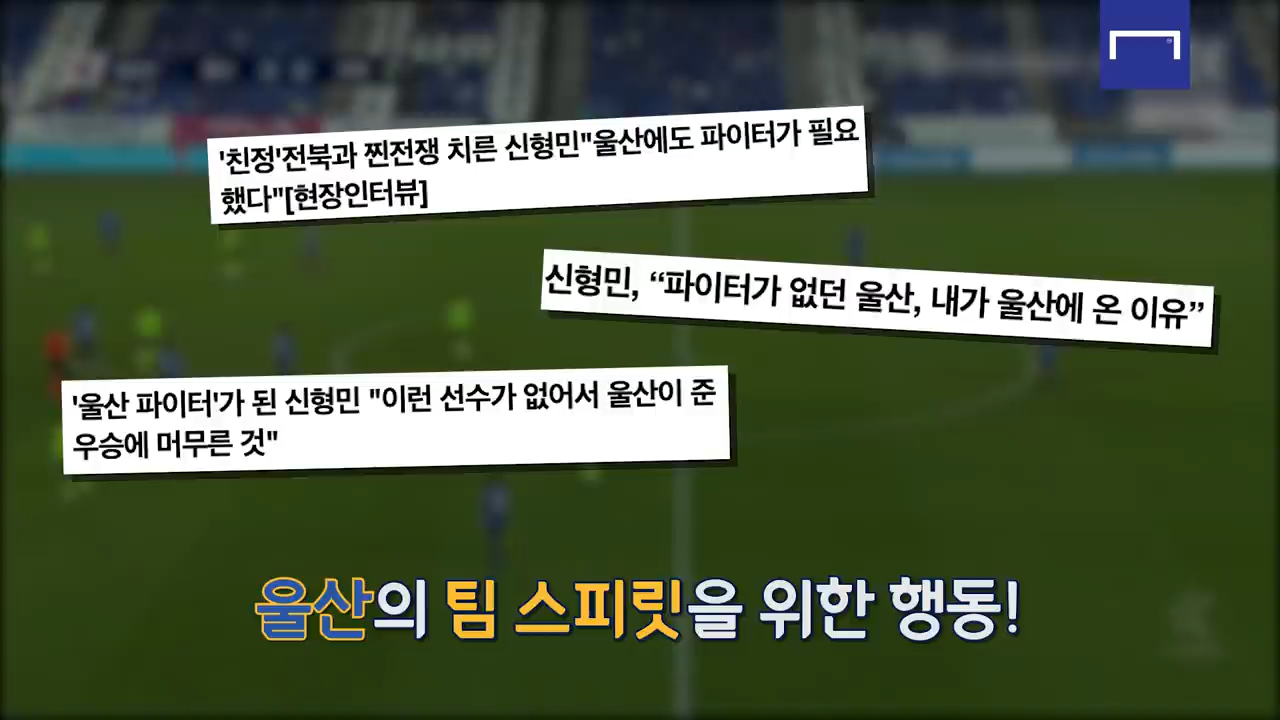 '친정'전북과 찐전쟁 치른 신형민"울산에도 파이터가 필요
했다"[현장인터뷰]
신형민, “파이터가 없던 울산, 내가 울산에 온 이유”
'울산 파이터'가 된 신형민 "이런 선수가 없어서 울산이 준
우승에 머무른 것"
울산의 팀 스피릿을 위한 행동!